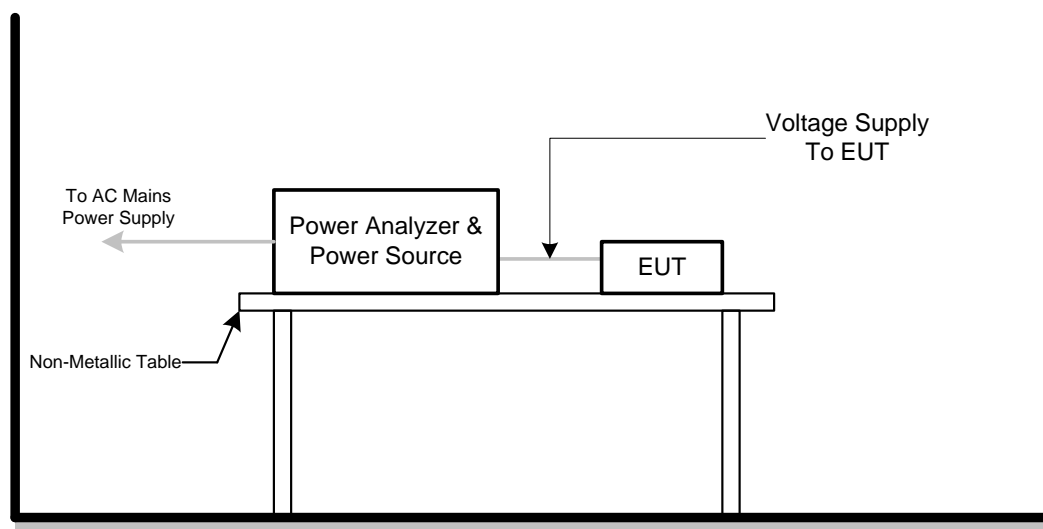 Voltage Supply
To EUT
To AC Mains
Power Supply
Power Analyzer &
Power Source
EUT
Non-Metallic Table